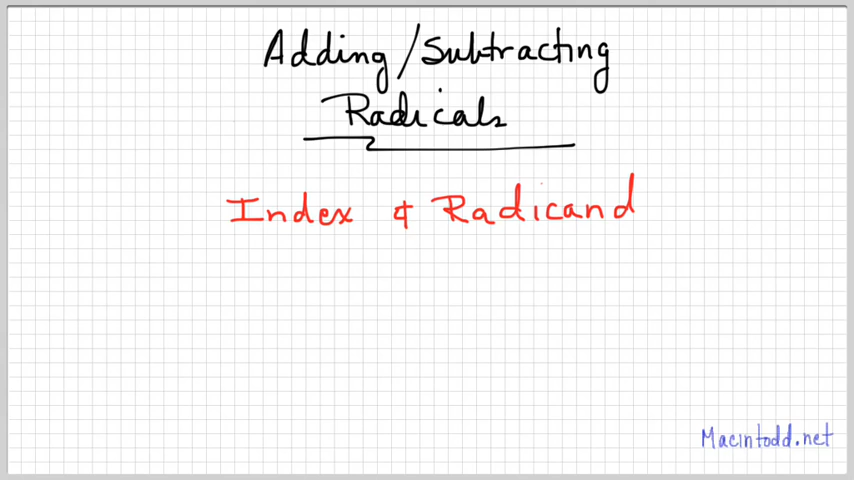 Adding/Subtracting
Radicals
Index & Radicand
Macintodd.net